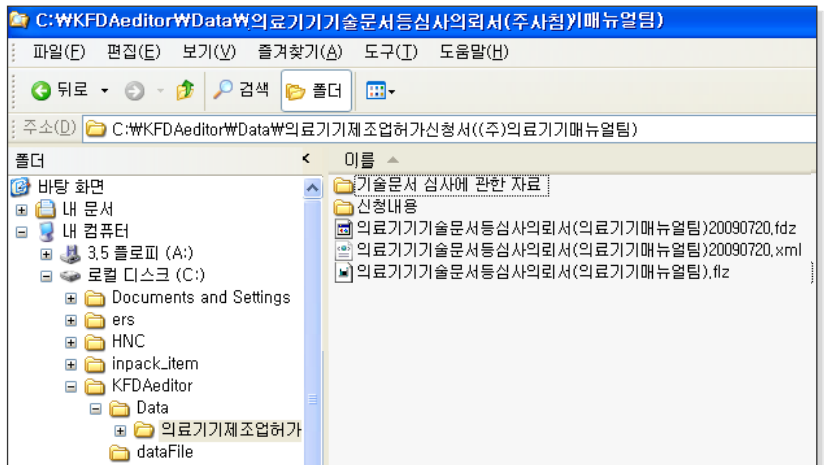 C:₩KFDAeditor₩Data₩의료기기기술문서등심사의뢰서(주사침)기매뉴얼팀)
파일(F) 편집(E) 보기(V) 즐겨찾기(A) 도구(T) 도움말(H)
뒤로 검색 폴더
주소(D) C:₩KFDAeditor₩Data₩의료기기제조업허가신청서((주)의료기기매뉴얼팀)
폴더
바탕 화면
내 문서
내 컴퓨터
3,5 플로피 (A:)
로컬 디스크 (C:)
Documents and Settings
ers
HNC
inpack_item
KFDAeditor
Data
의료기기제조업허가
dataFile
이름
기술문서 심사에 관한 자료
신청내용
의료기기기술문서등심사의뢰서(의료기기매뉴얼팀)20090720.fdz
의료기기기술문서등심사의뢰서(의료기기매뉴얼팀)20090720.xml
의료기기기술문서등심사의뢰서(의료기기매뉴얼팀).flz